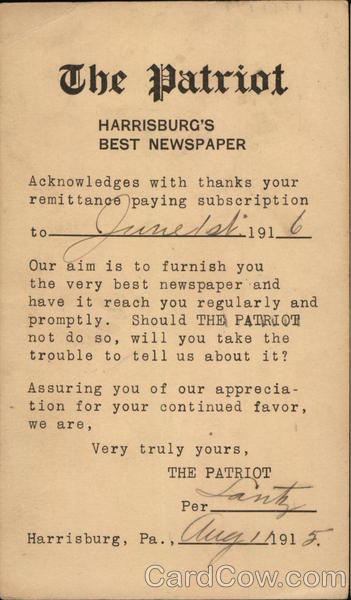 The Patriot
HARRISBURG'S
BEST NEWSPAPER
Acknowledges with thanks your
remittance paying subscription
to June 1st 1916
Our aim is to furnish you
the very best newspaper and
have it reach you regularly and
promptly. Should THE PATRIOT
not do so, will you take the
trouble to tell us about it?
Assuring you of our apprecia-
tion for your continued favor,
we are,
Very truly yours,
THE PATRIOT
Per Lantz
Harrisburg, Pa., Aug 11 1915.
CardCow.com